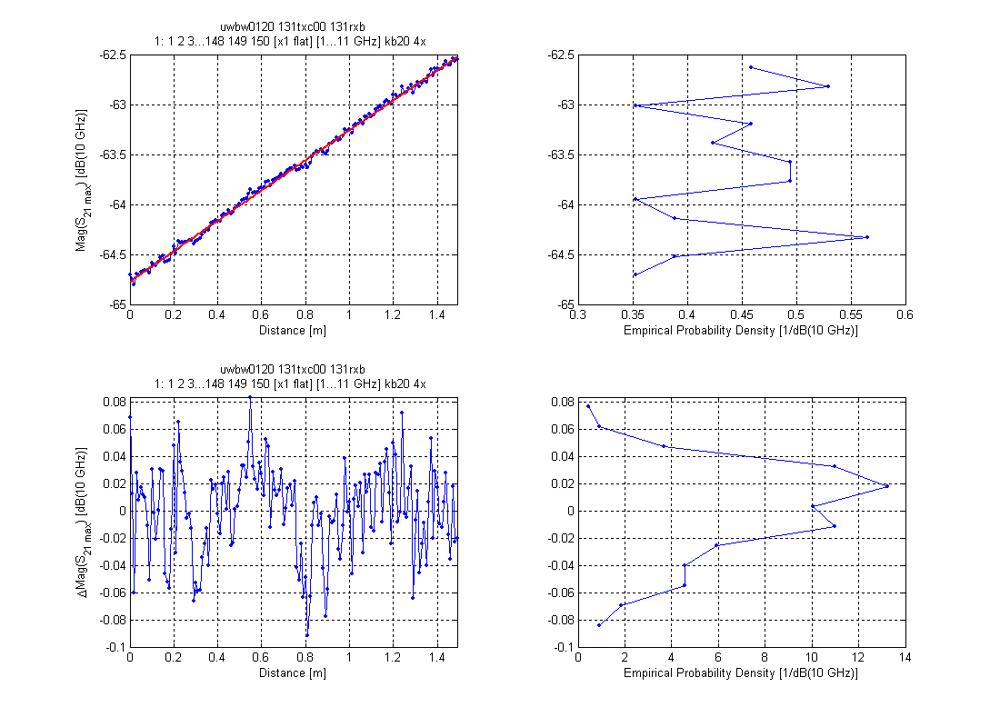 uwbw0120 131txc00 131rxb
1: 1 2 3...148 149 150 [x1 flat] [1...11 GHz] kb20 4x
-62.5
-63
-63.5
-64
-64.5
-65
Mag(S21 max) [dB(10 GHz)]
0 0.2 0.4 0.6 0.8 1 1.2 1.4
Distance [m]
-62.5
-63
-63.5
-64
-64.5
-65
0.3 0.35 0.4 0.45 0.5 0.55 0.6
Empirical Probability Density [1/dB(10 GHz)]
uwbw0120 131txc00 131rxb
1: 1 2 3...148 149 150 [x1 flat] [1...11 GHz] kb20 4x
0.08
0.06
0.04
0.02
0
-0.02
-0.04
-0.06
-0.08
-0.1
ΔMag(S21 max) [dB(10 GHz)]
0 0.2 0.4 0.6 0.8 1 1.2 1.4
Distance [m]
0.08
0.06
0.04
0.02
0
-0.02
-0.04
-0.06
-0.08
-0.1
0 2 4 6 8 10 12 14
Empirical Probability Density [1/dB(10 GHz)]